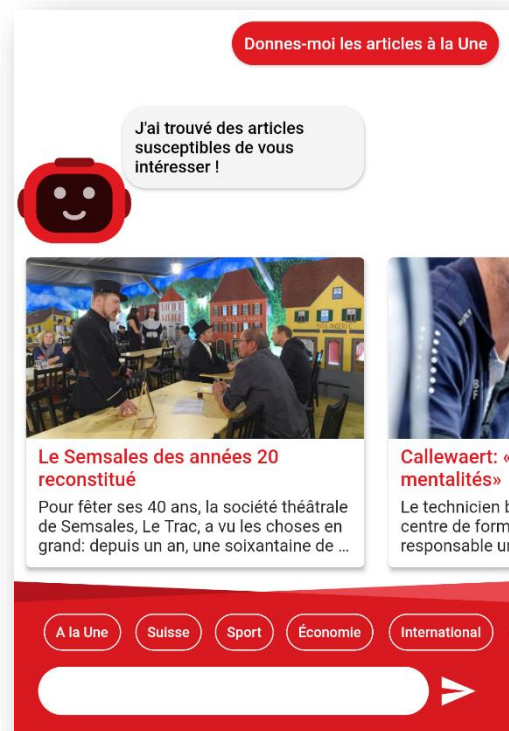 Donnes-moi les articles à la Une
J'ai trouvé des articles
susceptibles de vous
intéresser !
BOULANGERIE
Le Semsales des années 20
reconstitué
Pour fêter ses 40 ans, la société théâtrale
de Semsales, Le Trac, a vu les choses en
grand: depuis un an, une soixantaine de ...
Callewaert: «
mentalités»
Le technicien b
centre de form
responsable u
A la Une
Suisse
Sport
Économie
International